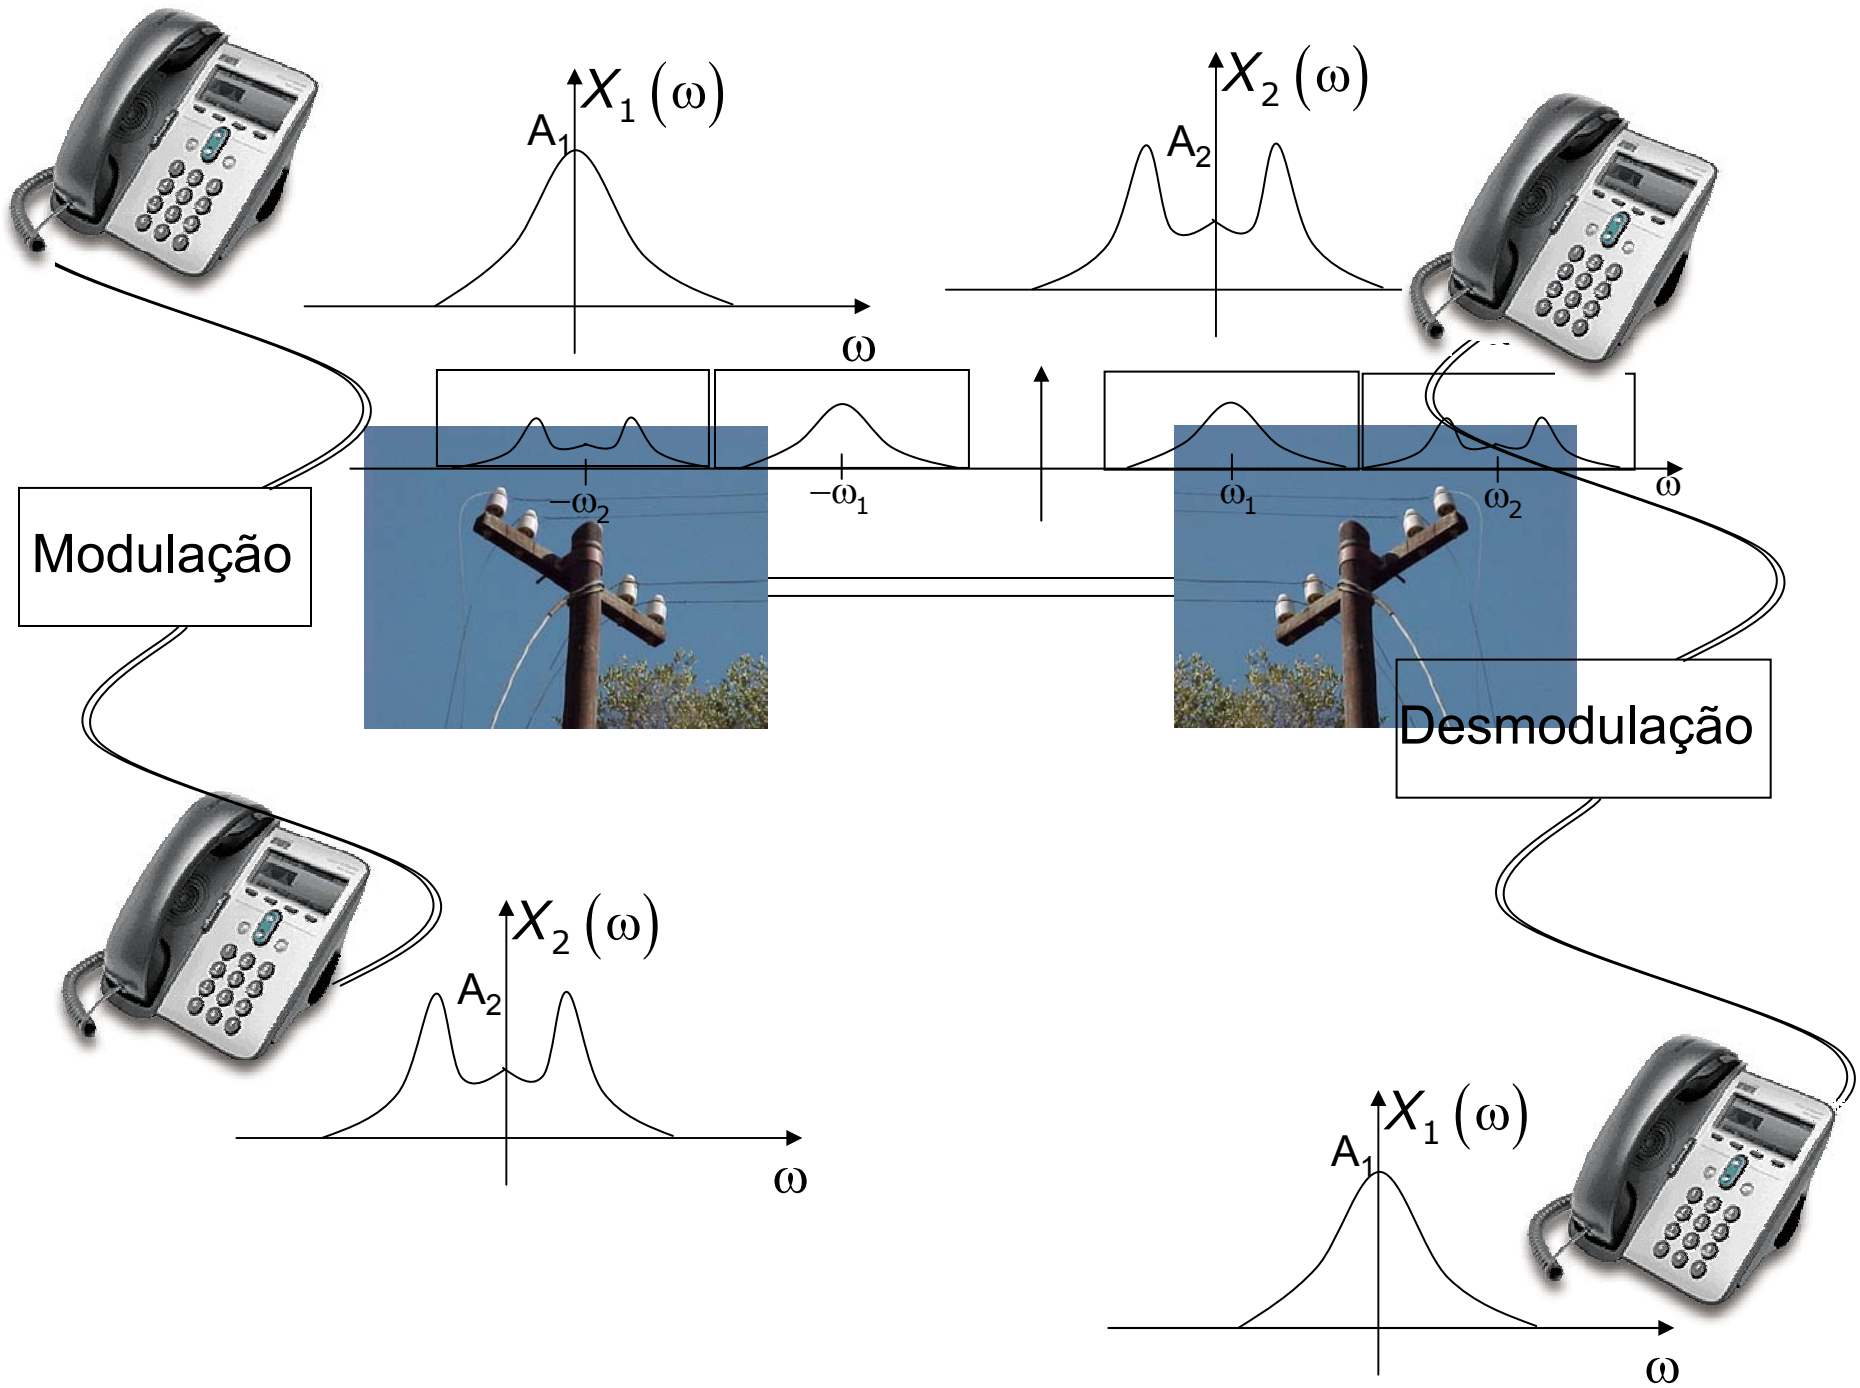 X₁(ω)
A₁
ω
X₂(ω)
A₂
−ω₂
−ω₁
ω₁
ω₂
ω
Modulação
Desmodulação
X₂(ω)
A₂
ω
X₁(ω)
A₁
ω